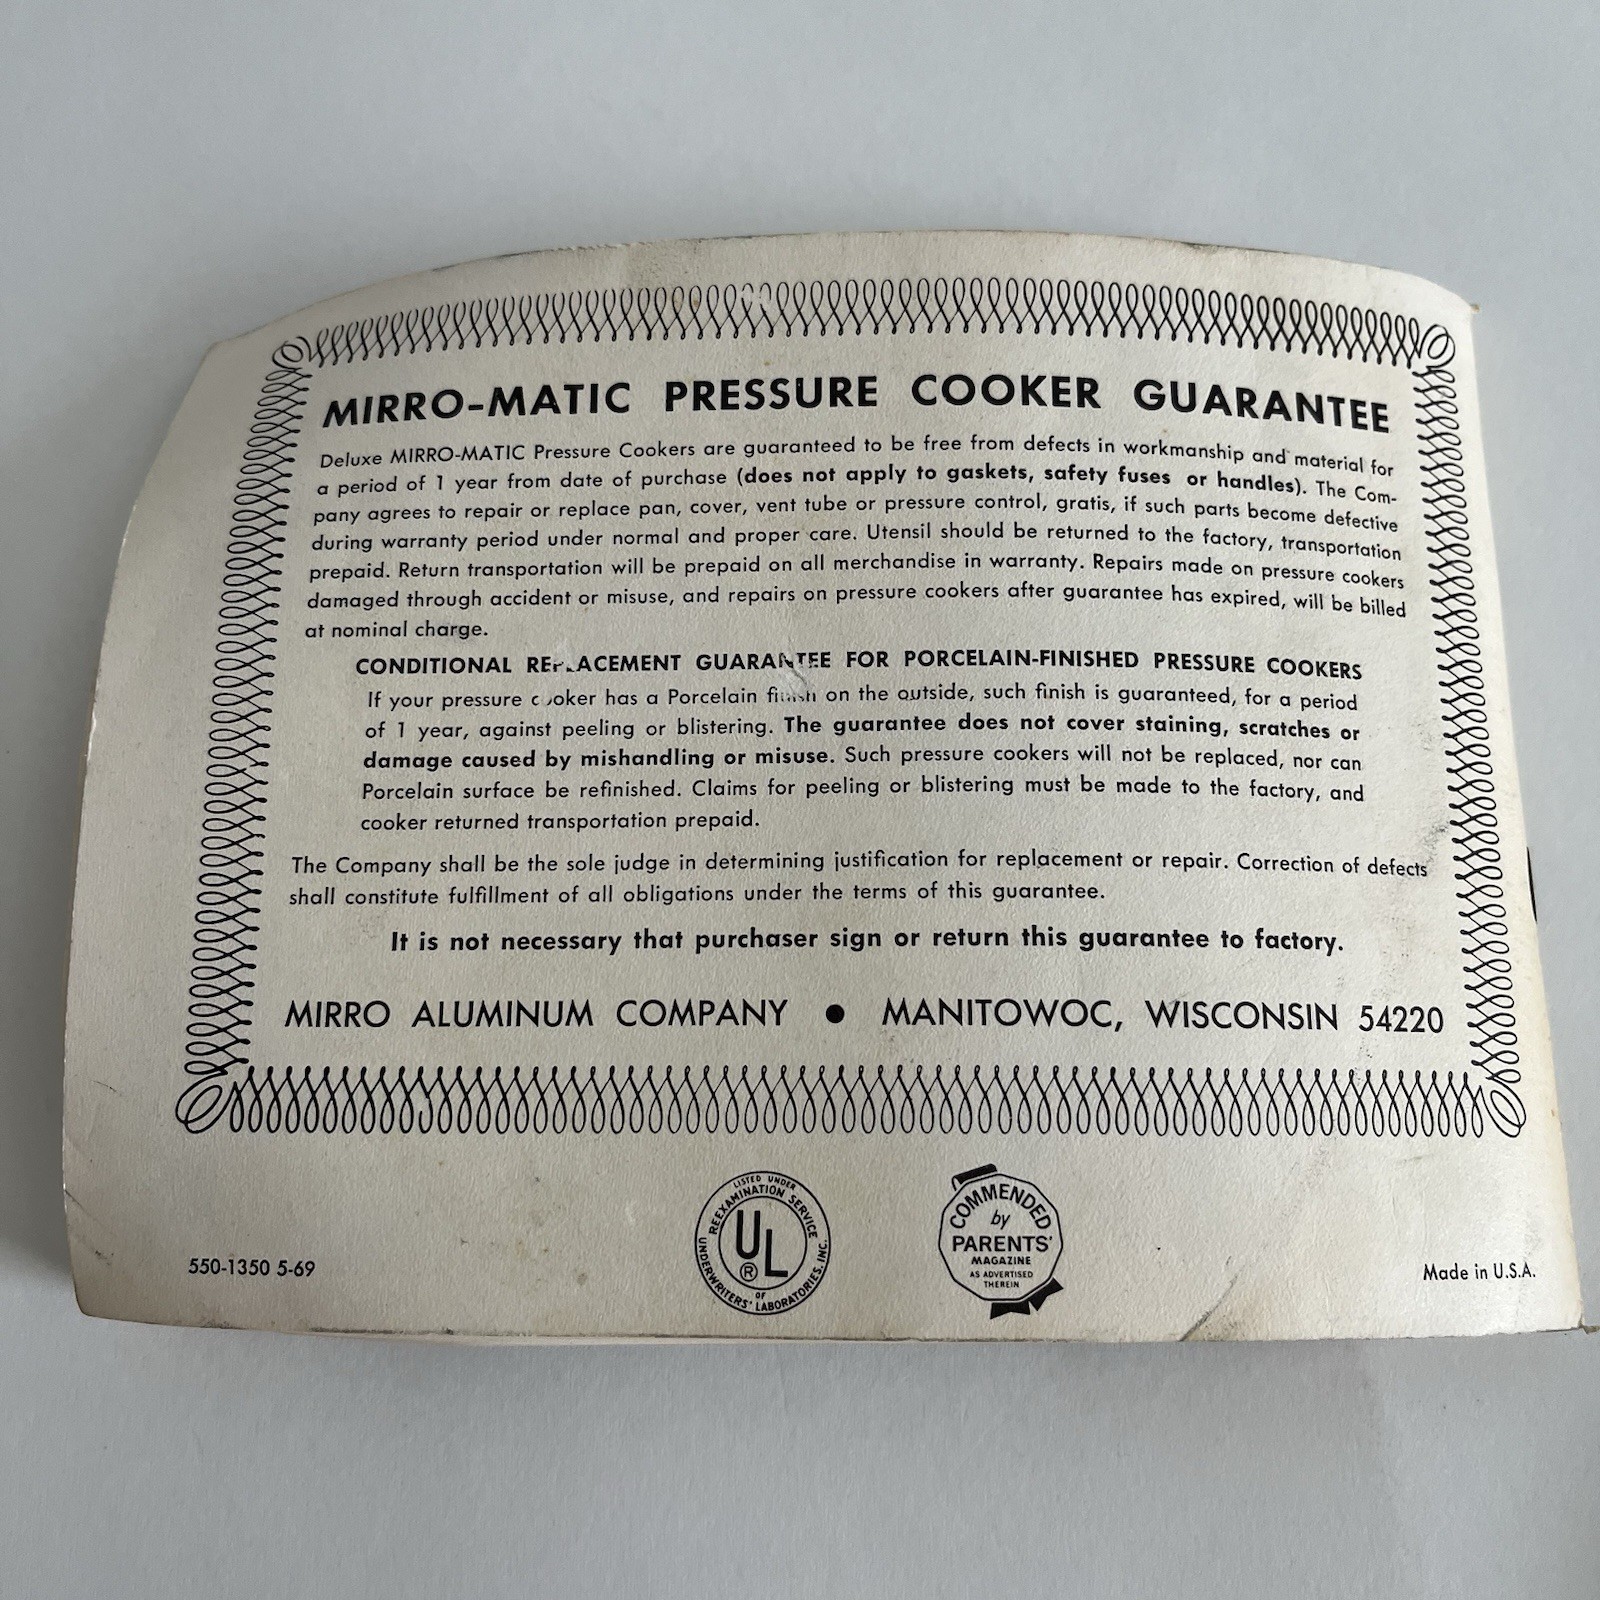 MIRRO-MATIC PRESSURE COOKER GUARANTEE
Deluxe MIRRO-MATIC Pressure Cookers are guaranteed to be free from defects in workmanship and material for
a period of 1 year from date of purchase (does not apply to gaskets, safety fuses or handles). The Com-
pany agrees to repair or replace pan, cover, vent tube or pressure control, gratis, if such parts become defective
during warranty period under normal and proper care. Utensil should be returned to the factory, transportation
prepaid. Return transportation will be prepaid on all merchandise in warranty. Repairs made on pressure cookers
damaged through accident or misuse, and repairs on pressure cookers after guarantee has expired, will be billed
at nominal charge.
CONDITIONAL REPLACEMENT GUARANTEE FOR PORCELAIN-FINISHED PRESSURE COOKERS
If your pressure cooker has a Porcelain finish on the outside, such finish is guaranteed, for a period
of 1 year, against peeling or blistering. The guarantee does not cover staining, scratches or
damage caused by mishandling or misuse. Such pressure cookers will not be replaced, nor can
Porcelain surface be refinished. Claims for peeling or blistering must be made to the factory, and
cooker returned transportation prepaid.
The Company shall be the sole judge in determining justification for replacement or repair. Correction of defects
shall constitute fulfillment of all obligations under the terms of this guarantee.
It is not necessary that purchaser sign or return this guarantee to factory.
MIRRO ALUMINUM COMPANY ● MANITOWOC, WISCONSIN 54220
LISTED UNDER
REEXAMINATION SERVICE
UL
®
OF
UNDERWRITERS' LABORATORIES, INC.
COMMENDED
by
PARENTS'
MAGAZINE
AS ADVERTISED
THEREIN
550-1350 5-69
Made in U.S.A.